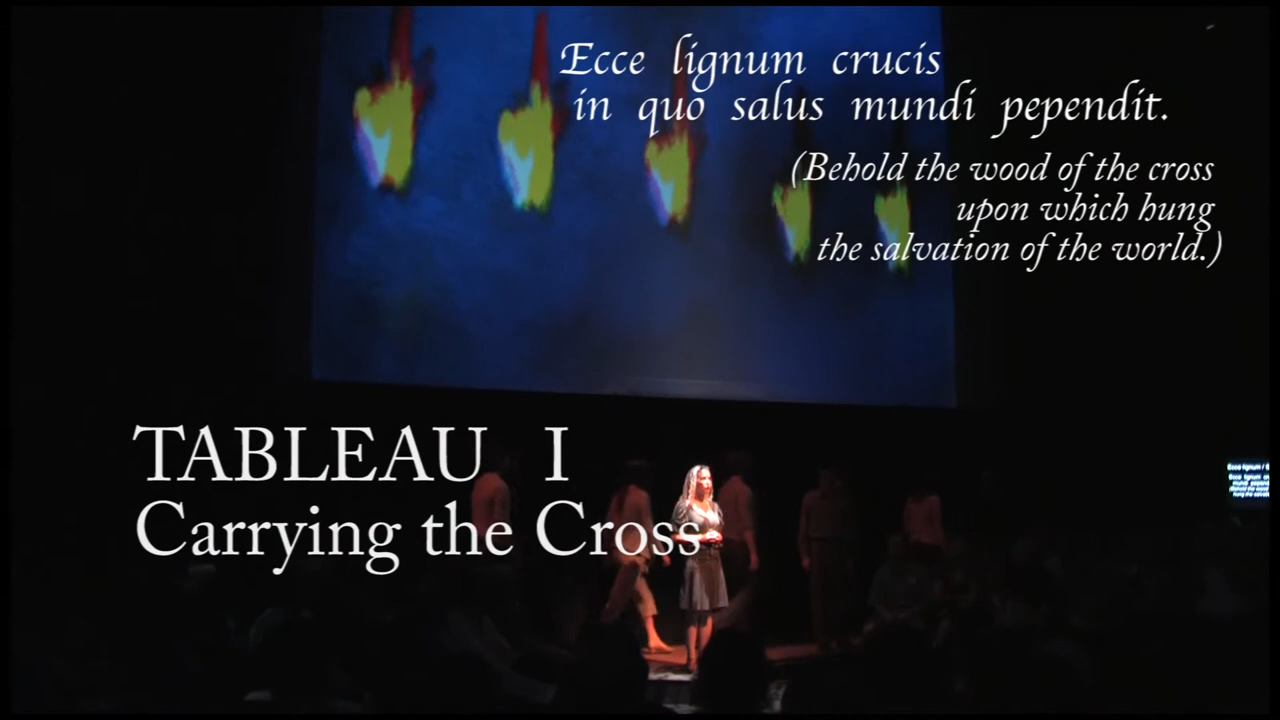 Ecce lignum crucis
in quo salus mundi pependit.
(Behold the wood of the cross
upon which hung
the salvation of the world.)
TABLEAU I
Carrying the Cross